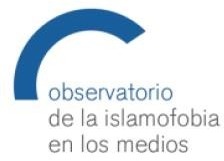 observatorio
de la islamofobia
en los medios